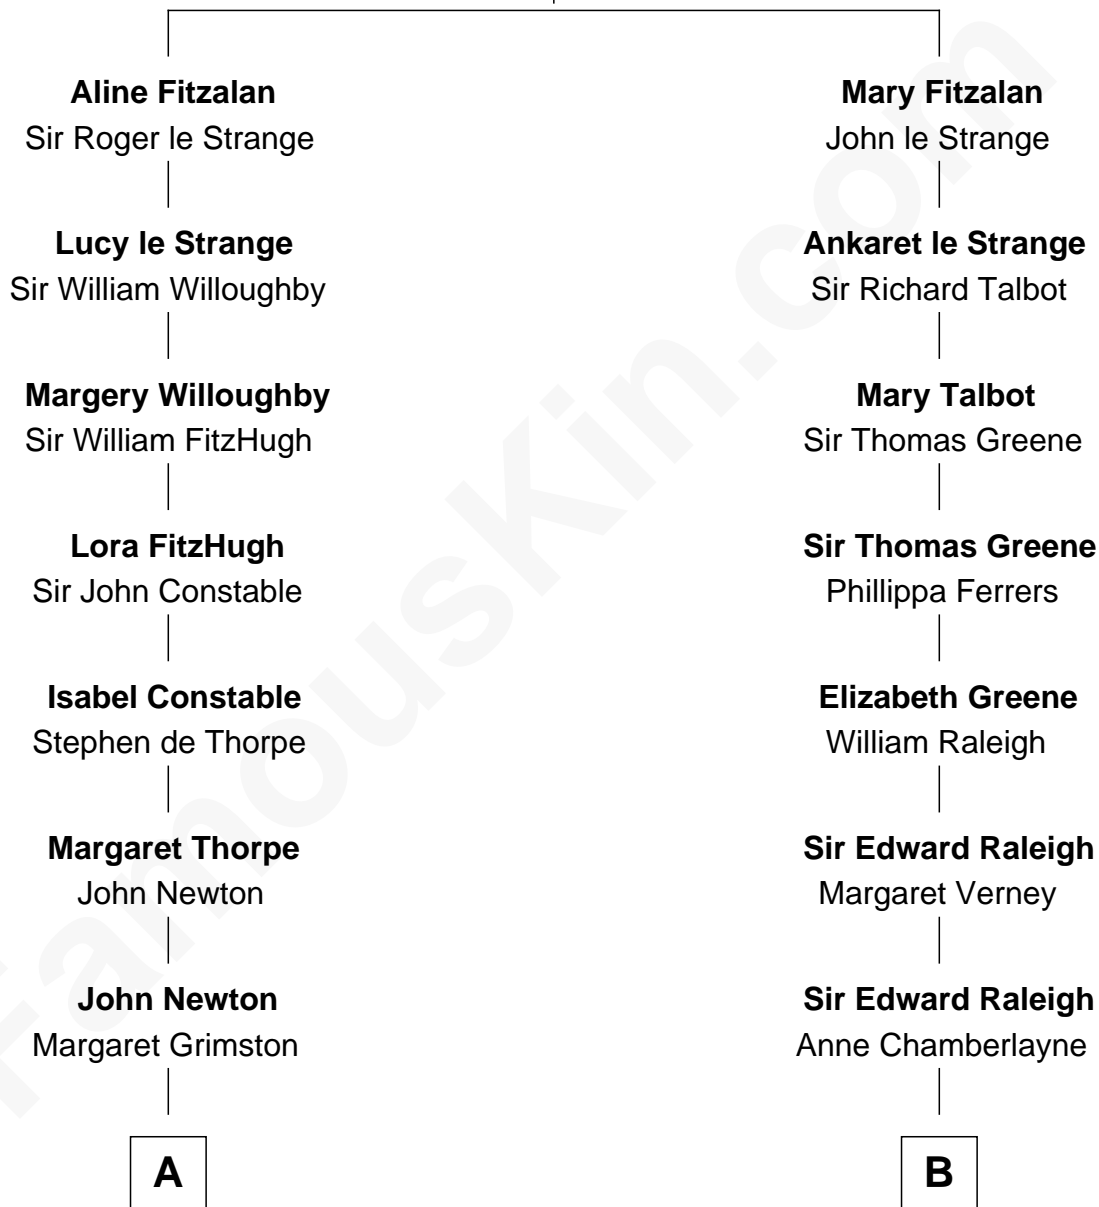 Aline Fitzalan
Sir Roger le Strange
Mary Fitzalan
John le Strange
Lucy le Strange
Sir William Willoughby
Ankaret le Strange
Sir Richard Talbot
Margery Willoughby
Sir William FitzHugh
Mary Talbot
Sir Thomas Greene
Lora FitzHugh
Sir John Constable
Sir Thomas Greene
Phillippa Ferrers
Isabel Constable
Stephen de Thorpe
Elizabeth Greene
William Raleigh
Margaret Thorpe
John Newton
Sir Edward Raleigh
Margaret Verney
John Newton
Margaret Grimston
Sir Edward Raleigh
Anne Chamberlayne
A
B
FamousKin.com